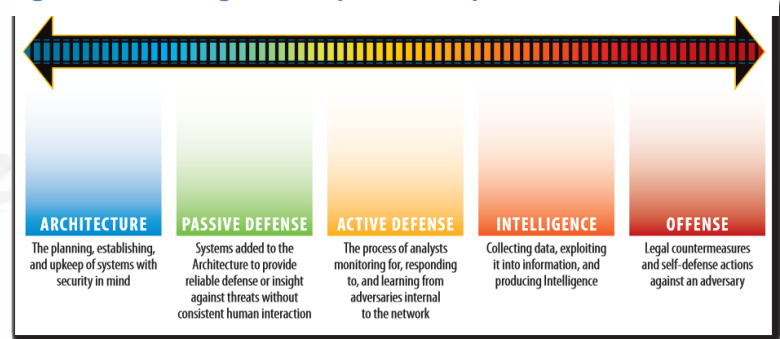 ARCHITECTURE
The planning, establishing,
and upkeep of systems with
security in mind
PASSIVE DEFENSE
Systems added to the
Architecture to provide
reliable defense or insight
against threats without
consistent human interaction
ACTIVE DEFENSE
The process of analysts
monitoring for, responding
to, and learning from
adversaries internal
to the network
INTELLIGENCE
Collecting data, exploiting
it into information, and
producing Intelligence
OFFENSE
Legal countermeasures
and self-defense actions
against an adversary